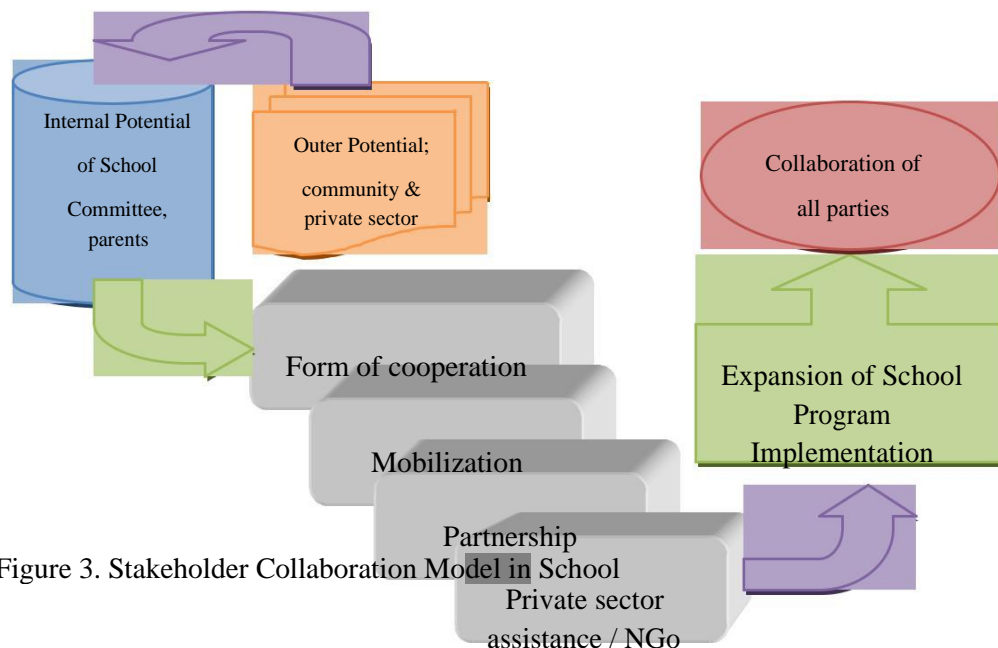 Internal Potential
of School
Committee,
parents
Outer Potential;
community &
private sector
Collaboration of
all parties
Form of cooperation
Mobilization
Partnership
Private sector
assistance / NGo
Expansion of School
Program
Implementation
Figure 3. Stakeholder Collaboration Model in School